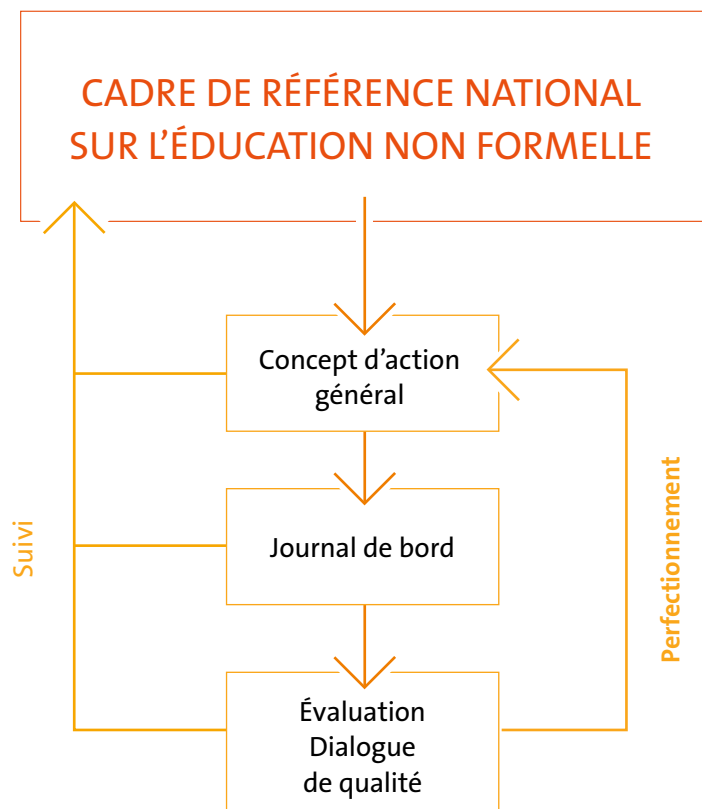 CADRE DE RÉFÉRENCE NATIONAL
SUR L’ÉDUCATION NON FORMELLE
Concept d’action
général
Journal de bord
Évaluation
Dialogue
de qualité
Suivi
Perfectionnement